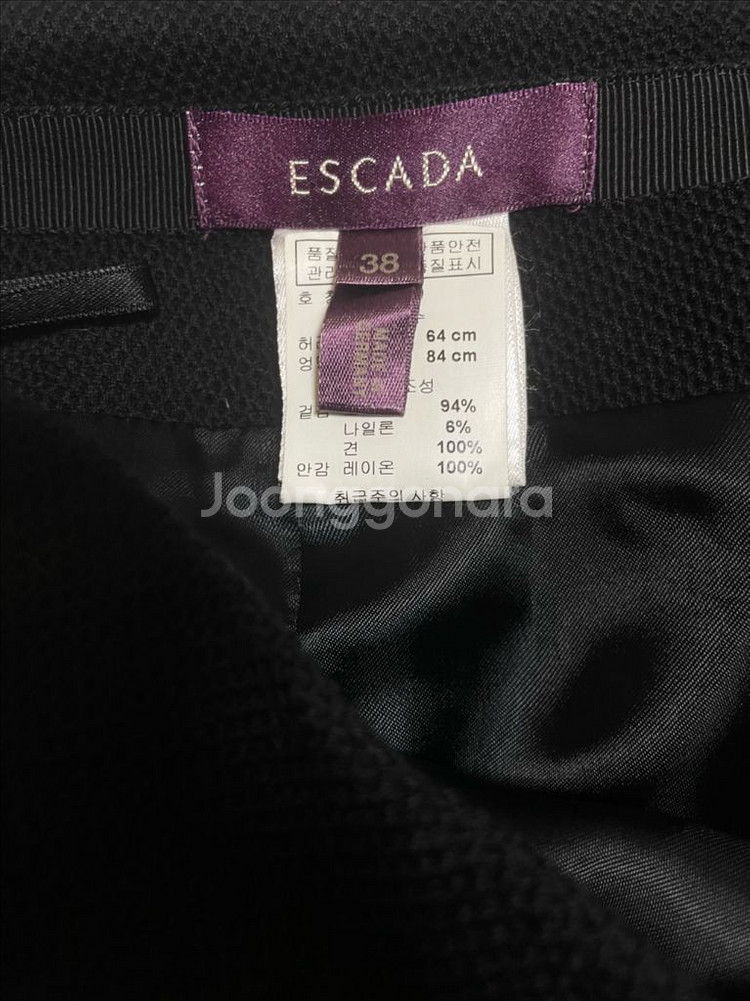 ESCADA
38
품질
품안전
관리
품질표시
호
64 cm
84 cm
조성
94%
나일론 6%
견 100%
안감 레이온 100%
취급주의 사항
Joonggonara